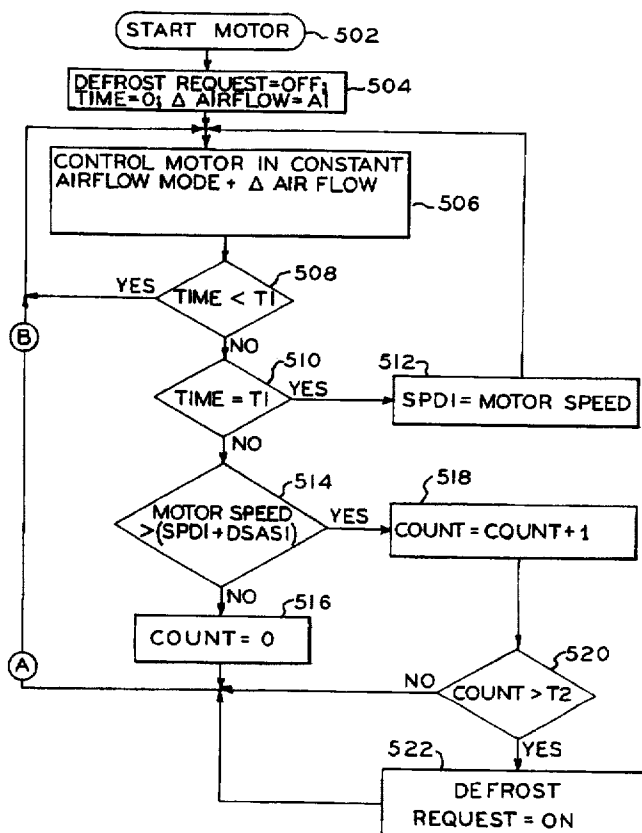 START MOTOR
502
DEFROST REQUEST=OFF;
TIME=0; Δ AIRFLOW=A1
504
CONTROL MOTOR IN CONSTANT
AIRFLOW MODE + Δ AIR FLOW
506
508
YES
TIME < T1
B
NO
510
512
TIME = T1
YES
SPD1= MOTOR SPEED
NO
514
518
MOTOR SPEED
>(SPD1+DSAS1)
YES
COUNT = COUNT+1
NO
516
COUNT= 0
520
A
NO
COUNT > T2
YES
522
DEFROST
REQUEST = ON